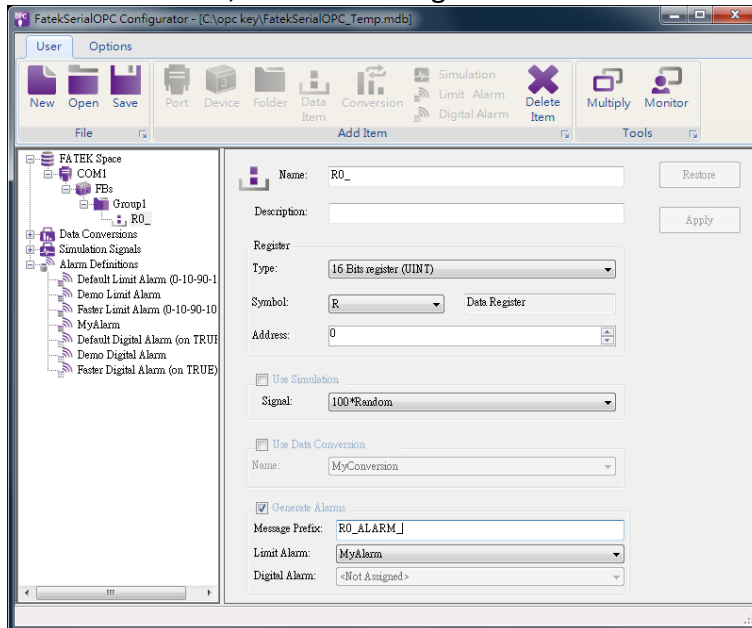 FatekSerialOPC Configurator - [C:\opc key\FatekSerialOPC_Temp.mdb]
User Options
New Open Save Port Device Folder Data Item Conversion Simulation Limit Alarm Digital Alarm Delete Item Multiply Monitor
File Add Item Tools
FATEK Space
COM1
FBs
Group1
R0_
Data Conversions
Simulation Signals
Alarm Definitions
Default Limit Alarm (0-10-90-1
Demo Limit Alarm
Faster Limit Alarm (0-10-90-10
MyAlarm
Default Digital Alarm (on TRUE
Demo Digital Alarm
Faster Digital Alarm (on TRUE)
Name: R0_ Restore
Description: Apply
Register
Type: 16 Bits register (UINT)
Symbol: R Data Register
Address: 0
Use Simulation
Signal: 100*Random
Use Data Conversion
Name: MyConversion
Generate Alarms
Message Prefix: R0_ALARM_
Limit Alarm: MyAlarm
Digital Alarm: <Not Assigned>